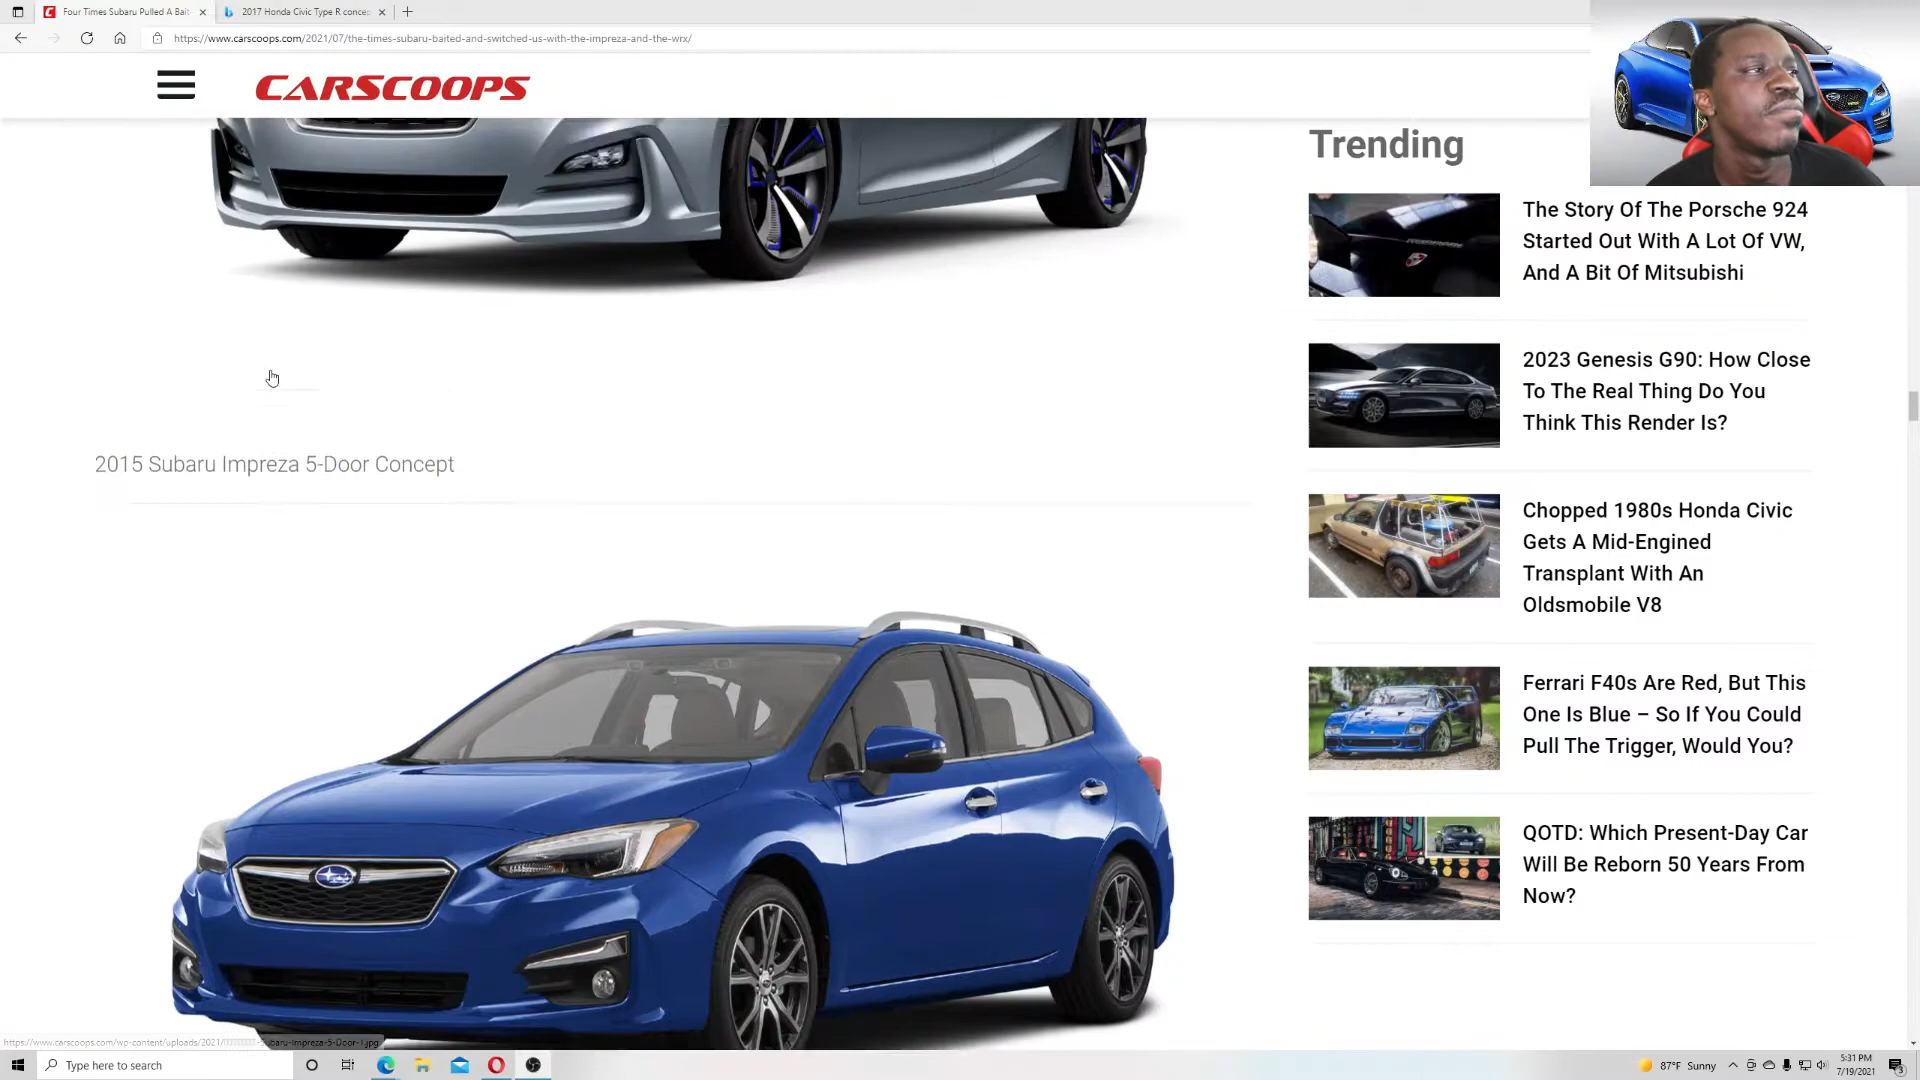 Four Times Subaru Pulled A Bait-
2017 Honda Civic Type R conce
https://www.carscoops.com/2021/07/the-times-subaru-baited-and-switched-us-with-the-impreza-and-the-wrx/
CARSCOOPS
2015 Subaru Impreza 5-Door Concept
Trending
The Story Of The Porsche 924
Started Out With A Lot Of VW,
And A Bit Of Mitsubishi
2023 Genesis G90: How Close
To The Real Thing Do You
Think This Render Is?
Chopped 1980s Honda Civic
Gets A Mid-Engined
Transplant With An
Oldsmobile V8
Ferrari F40s Are Red, But This
One Is Blue – So If You Could
Pull The Trigger, Would You?
QOTD: Which Present-Day Car
Will Be Reborn 50 Years From
Now?
Type here to search
87°F Sunny
5:31 PM
7/19/2021